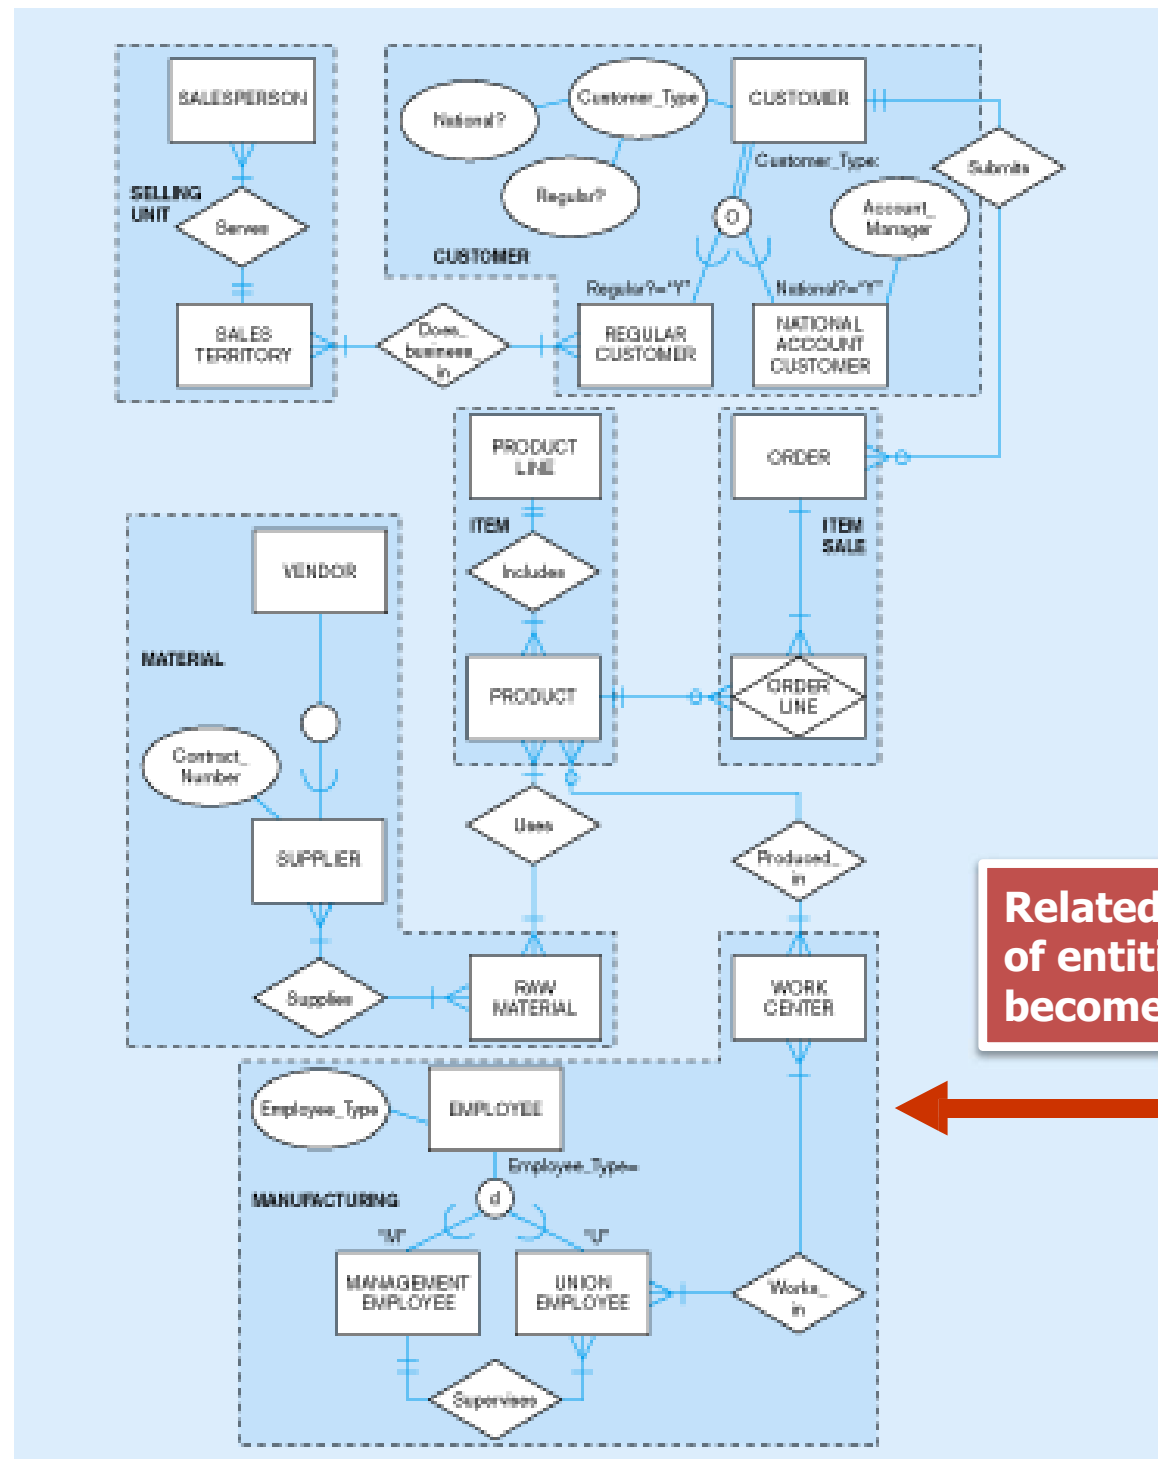 SALESPERSON
SELLING
UNIT
Serves
SALES
TERRITORY
National?
Customer_Type
CUSTOMER
Customer_Type:
Submits
Regular?
O
Account_
Manager
CUSTOMER
Regular?="Y"
National?="Y"
Does_
business_
in
REGULAR
CUSTOMER
NATIONAL
ACCOUNT
CUSTOMER
PRODUCT
LINE
ITEM
Includes
PRODUCT
ORDER
ITEM
SALE
ORDER
LINE
VENDOR
MATERIAL
Contract_
Number
SUPPLIER
Supplies
RAW
MATERIAL
Uses
Produced_
in
WORK
CENTER
Related
of entiti
become
Employee_Type
EMPLOYEE
Employee_Type=
d
MANUFACTURING
"M"
"U"
MANAGEMENT
EMPLOYEE
UNION
EMPLOYEE
Works_
in
Supervises